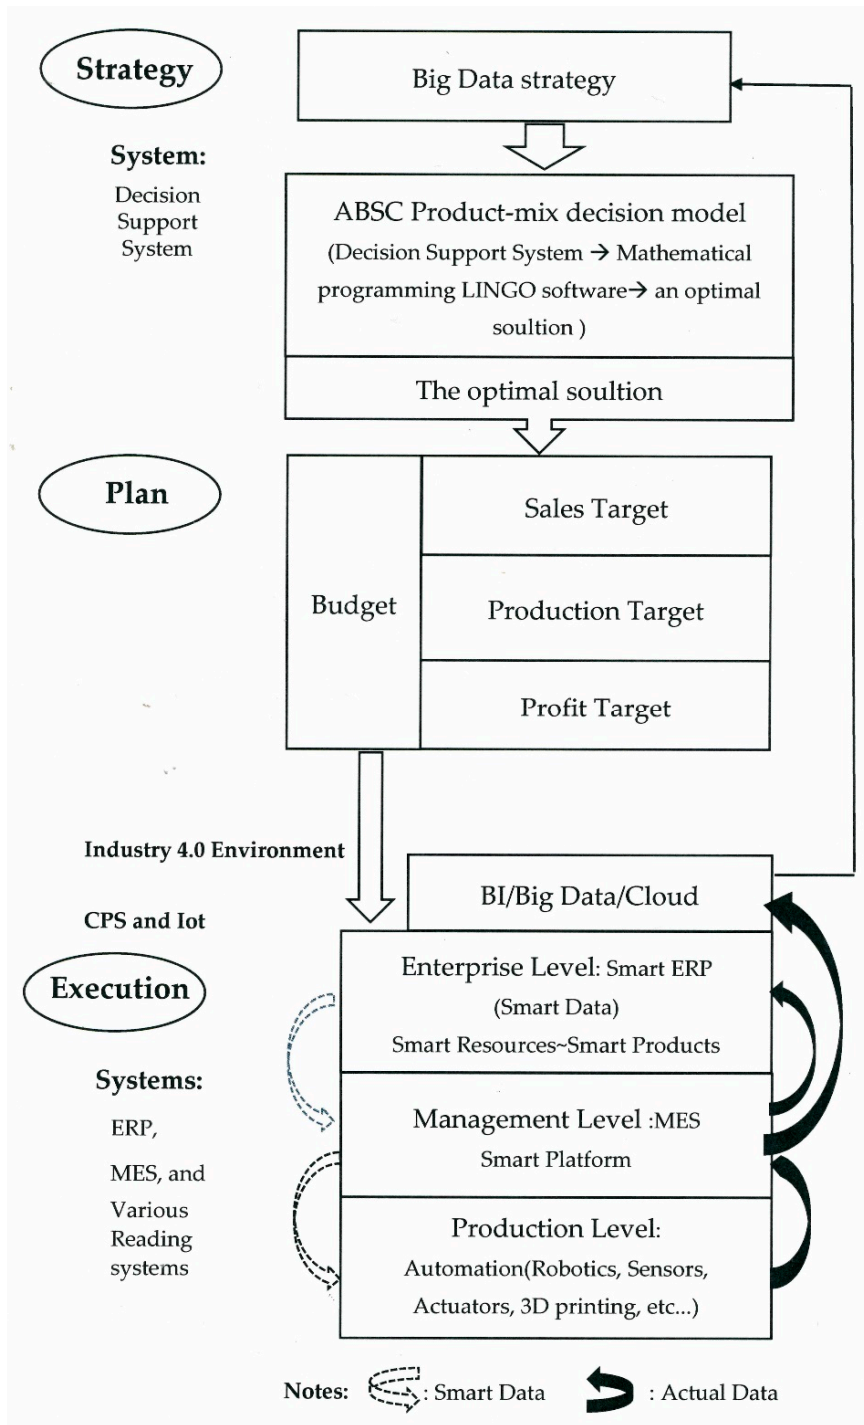 Strategy
Big Data strategy
System:
Decision
Support
System
ABSC Product-mix decision model
(Decision Support System → Mathematical
programming LINGO software→ an optimal
soultion )
The optimal soultion
Plan
Budget
Sales Target
Production Target
Profit Target
Industry 4.0 Environment
CPS and Iot
BI/Big Data/Cloud
Execution
Enterprise Level: Smart ERP
(Smart Data)
Smart Resources~Smart Products
Systems:
ERP,
MES, and
Various
Reading
systems
Management Level :MES
Smart Platform
Production Level:
Automation(Robotics, Sensors,
Actuators, 3D printing, etc...)
Notes: : Smart Data : Actual Data